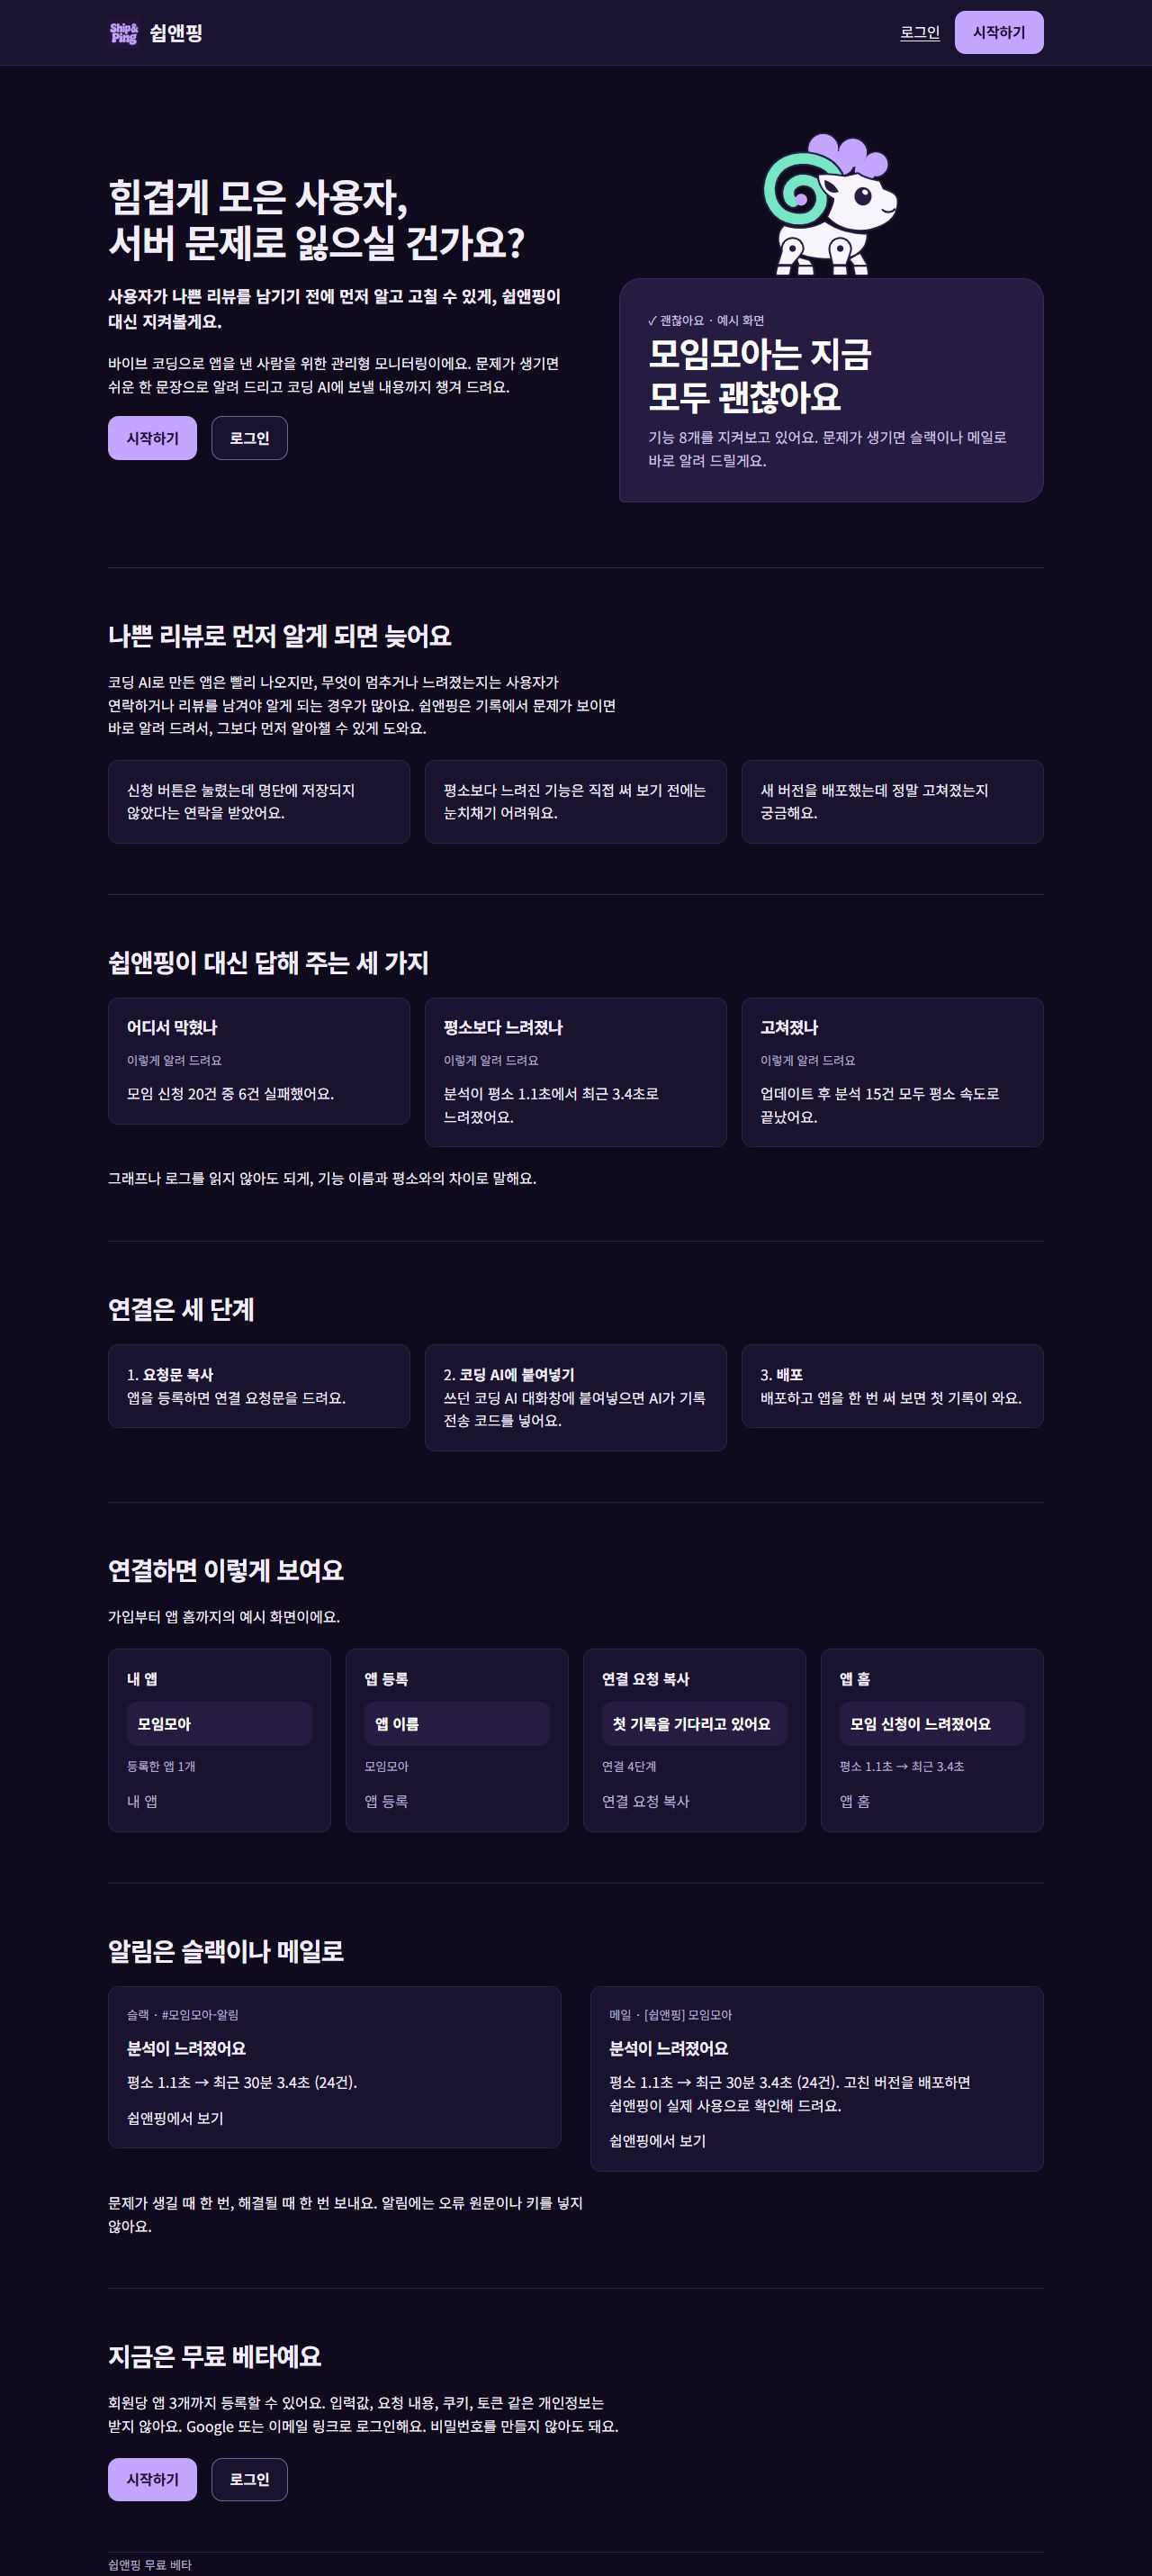 Ship&
Ping
쉽앤핑
로그인
시작하기
힘겹게 모은 사용자,
서버 문제로 잃으실 건가요?
사용자가 나쁜 리뷰를 남기기 전에 먼저 알고 고칠 수 있게, 쉽앤핑이
대신 지켜볼게요.
바이브 코딩으로 앱을 낸 사람을 위한 관리형 모니터링이에요. 문제가 생기면
쉬운 한 문장으로 알려 드리고 코딩 AI에 보낼 내용까지 챙겨 드려요.
시작하기
로그인
✓ 괜찮아요 · 예시 화면
모임모아는 지금
모두 괜찮아요
기능 8개를 지켜보고 있어요. 문제가 생기면 슬랙이나 메일로
바로 알려 드릴게요.
나쁜 리뷰로 먼저 알게 되면 늦어요
코딩 AI로 만든 앱은 빨리 나오지만, 무엇이 멈추거나 느려졌는지는 사용자가
연락하거나 리뷰를 남겨야 알게 되는 경우가 많아요. 쉽앤핑은 기록에서 문제가 보이면
바로 알려 드려서, 그보다 먼저 알아챌 수 있게 도와요.
신청 버튼은 눌렀는데 명단에 저장되지
않았다는 연락을 받았어요.
평소보다 느려진 기능은 직접 써 보기 전에는
눈치채기 어려워요.
새 버전을 배포했는데 정말 고쳐졌는지
궁금해요.
쉽앤핑이 대신 답해 주는 세 가지
어디서 막혔나
이렇게 알려 드려요
모임 신청 20건 중 6건 실패했어요.
평소보다 느려졌나
이렇게 알려 드려요
분석이 평소 1.1초에서 최근 3.4초로
느려졌어요.
고쳐졌나
이렇게 알려 드려요
업데이트 후 분석 15건 모두 평소 속도로
끝났어요.
그래프나 로그를 읽지 않아도 되게, 기능 이름과 평소와의 차이로 말해요.
연결은 세 단계
1. 요청문 복사
앱을 등록하면 연결 요청문을 드려요.
2. 코딩 AI에 붙여넣기
쓰던 코딩 AI 대화창에 붙여넣으면 AI가 기록
전송 코드를 넣어요.
3. 배포
배포하고 앱을 한 번 써 보면 첫 기록이 와요.
연결하면 이렇게 보여요
가입부터 앱 홈까지의 예시 화면이에요.
내 앱
모임모아
등록한 앱 1개
내 앱
앱 등록
앱 이름
모임모아
앱 등록
연결 요청 복사
첫 기록을 기다리고 있어요
연결 4단계
연결 요청 복사
앱 홈
모임 신청이 느려졌어요
평소 1.1초 → 최근 3.4초
앱 홈
알림은 슬랙이나 메일로
슬랙 · #모임모아-알림
분석이 느려졌어요
평소 1.1초 → 최근 30분 3.4초 (24건).
쉽앤핑에서 보기
메일 · [쉽앤핑] 모임모아
분석이 느려졌어요
평소 1.1초 → 최근 30분 3.4초 (24건). 고친 버전을 배포하면
쉽앤핑이 실제 사용으로 확인해 드려요.
쉽앤핑에서 보기
문제가 생길 때 한 번, 해결될 때 한 번 보내요. 알림에는 오류 원문이나 키를 넣지
않아요.
지금은 무료 베타예요
회원당 앱 3개까지 등록할 수 있어요. 입력값, 요청 내용, 쿠키, 토큰 같은 개인정보는
받지 않아요. Google 또는 이메일 링크로 로그인해요. 비밀번호를 만들지 않아도 돼요.
시작하기
로그인
쉽앤핑 무료 베타